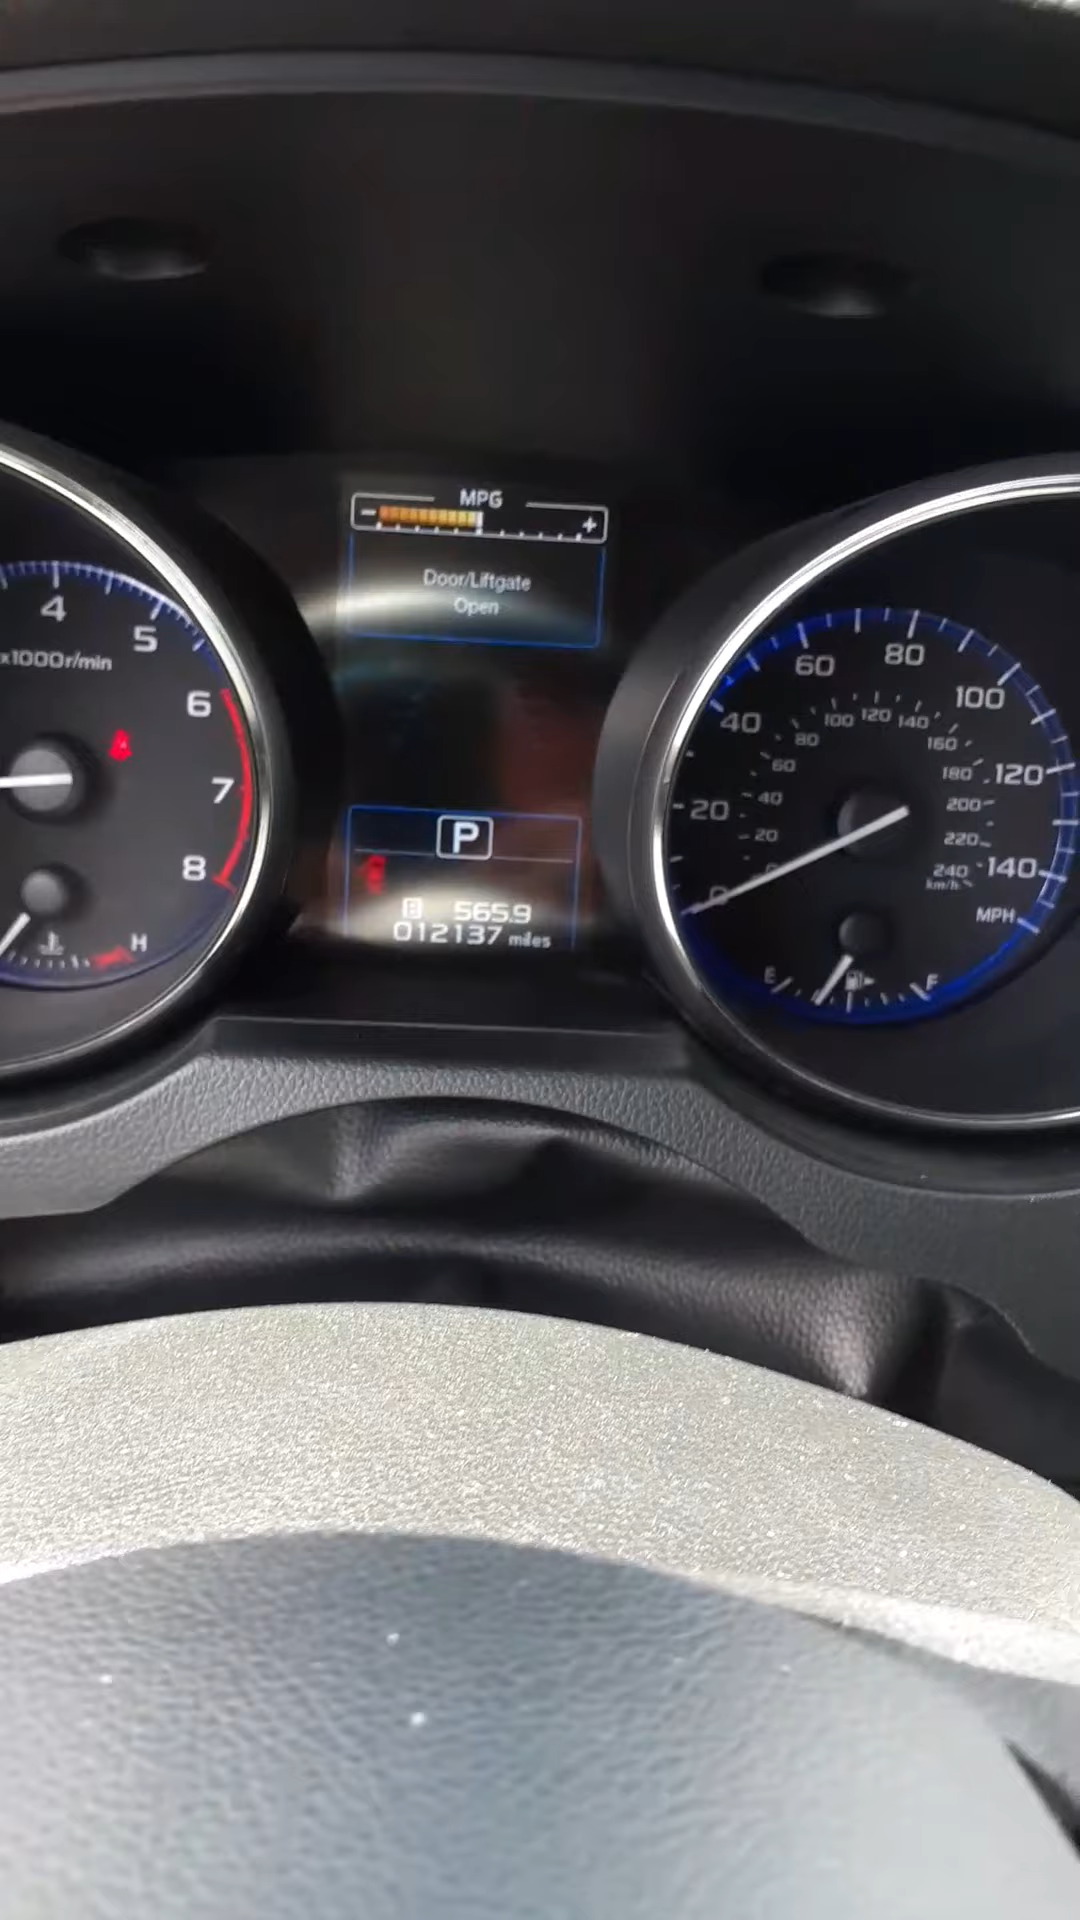 MPG
- +
Door/Liftgate
Open
4
5
x1000r/min
6
7
8
H
P
B 565.9
012137 miles
0
20
40
60
80
100
120
140
MPH
20
40
60
80
100
120
140
160
180
200
220
240
km/h
E
F